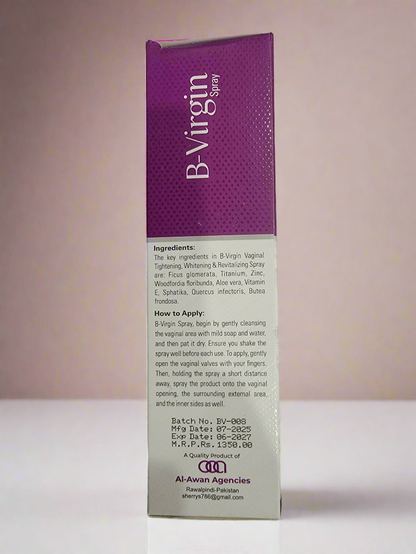 B-Virgin
Spray
Ingredients:
The key ingredients in B-Virgin Vaginal
Tightening, Whitening & Revitalizing Spray
are: Ficus glomerata, Titanium, Zinc,
Woodfordia floribunda, Aloe vera, Vitamin
E, Sphatika, Quercus infectoris, Butea
frondosa.
How to Apply:
B-Virgin Spray, begin by gently cleansing
the vaginal area with mild soap and water,
and then pat it dry. Ensure you shake the
spray well before each use. To apply, gently
open the vaginal valves with your fingers.
Then, holding the spray a short distance
away, spray the product onto the vaginal
opening, the surrounding external area,
and the inner sides as well.
Batch No. BV-008
Mfg Date: 07-2025
Exp Date: 06-2027
M.R.P.Rs. 1350.00
A Quality Product of
Al-Awan Agencies
Rawalpindi-Pakistan
sherrys786@gmail.com